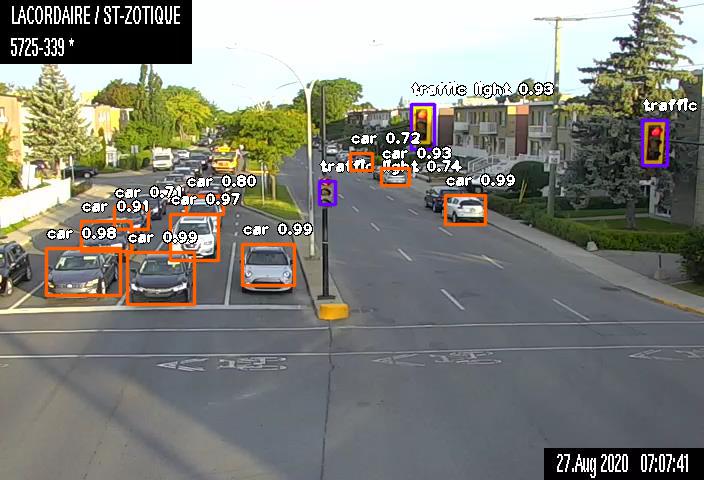 LACORDAIRE / ST-ZOTIQUE
5725-339 *
traffic light 0.93
traffic
car 0.72
car 0.93
traffic light 0.74
car 0.99
car 0.80
car 0.71
car 0.97
car 0.91
car 0.99
car 0.98
car 0.99
27.Aug 2020 07:07:41